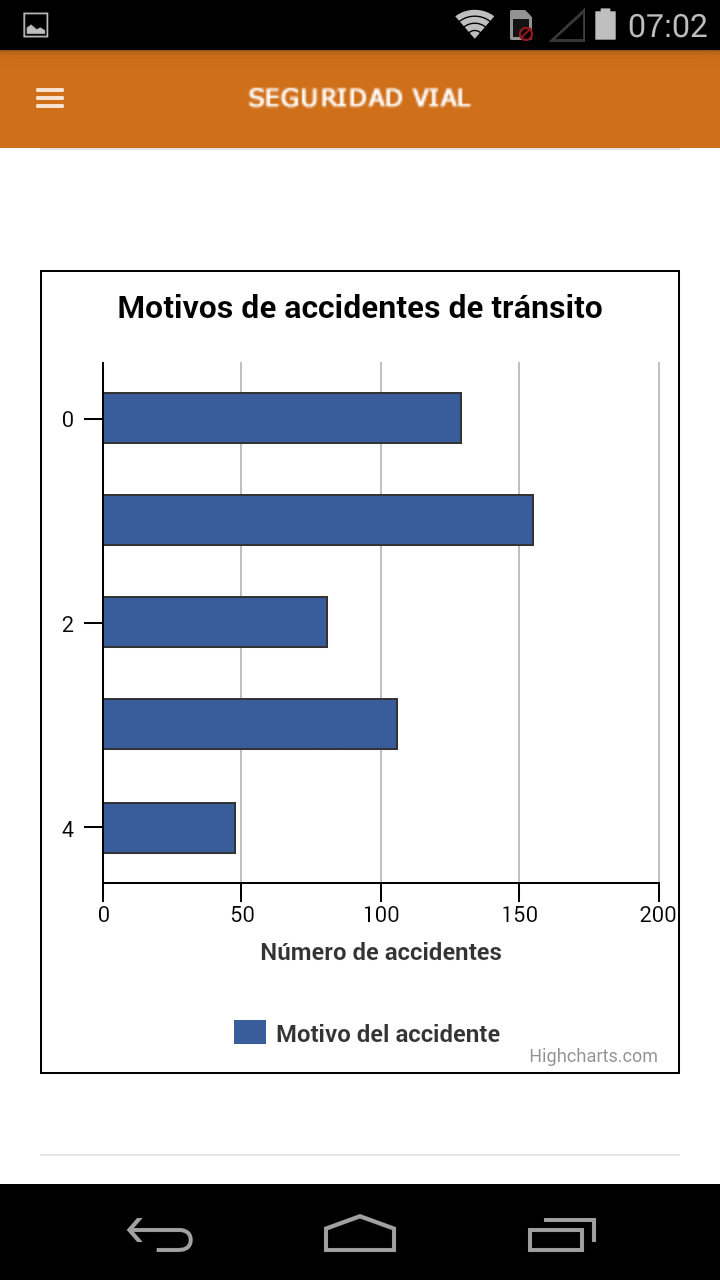 07:02
SEGURIDAD VIAL
Motivos de accidentes de tránsito
0
2
4
0 50 100 150 200
Número de accidentes
Motivo del accidente
Highcharts.com